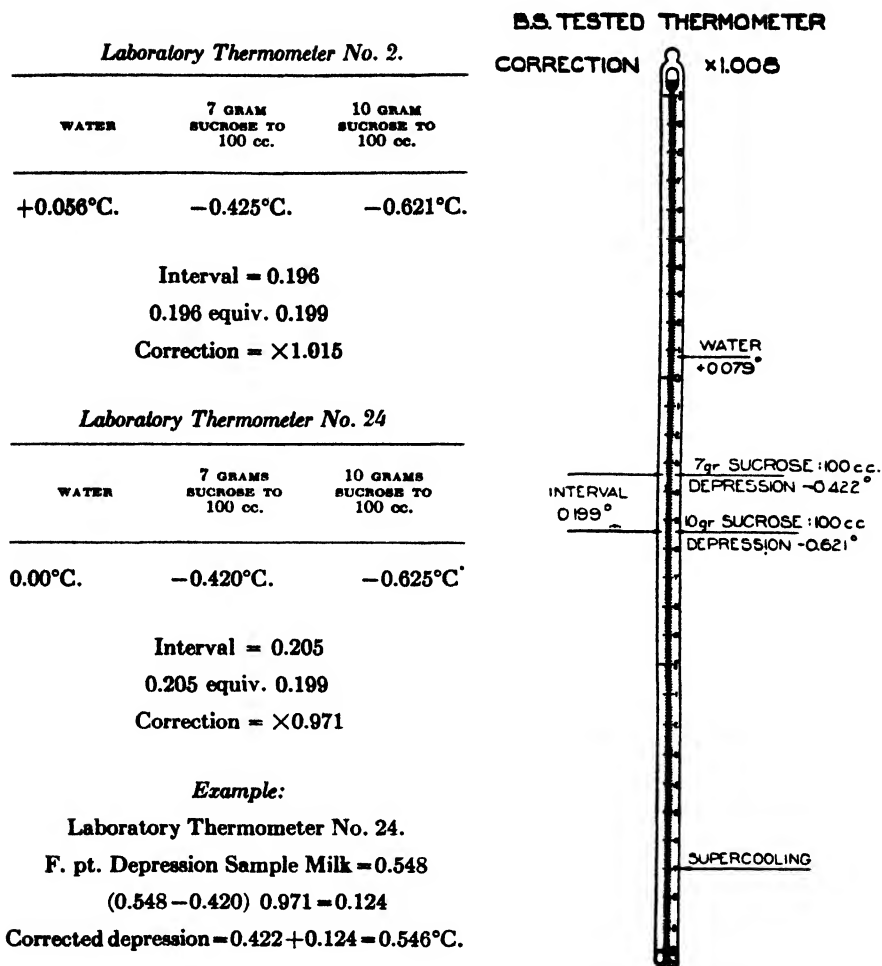 Laboratory Thermometer No. 2.
WATER
7 GRAM
SUCROSE TO
100 cc.
10 GRAM
SUCROSE TO
100 cc.
+0.056°C.
−0.425°C.
−0.621°C.
Interval = 0.196
0.196 equiv. 0.199
Correction = ×1.015
Laboratory Thermometer No. 24
WATER
7 GRAMS
SUCROSE TO
100 cc.
10 GRAMS
SUCROSE TO
100 cc.
0.00°C.
−0.420°C.
−0.625°C.
Interval = 0.205
0.205 equiv. 0.199
Correction = ×0.971
Example:
Laboratory Thermometer No. 24.
F. pt. Depression Sample Milk = 0.548
(0.548 − 0.420) 0.971 = 0.124
Corrected depression = 0.422 + 0.124 = 0.546°C.
B.S. TESTED THERMOMETER
CORRECTION ×1.008
WATER
+0.079°
7gr SUCROSE : 100 c.c.
DEPRESSION −0.422°
INTERVAL
0.199°
10gr SUCROSE : 100 cc
DEPRESSION −0.621°
SUPERCOOLING